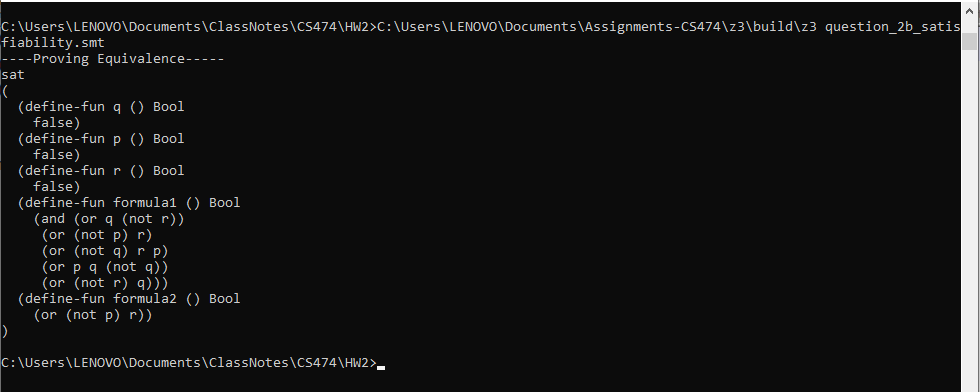 C:\Users\LENOVO\Documents\ClassNotes\CS474\HW2>C:\Users\LENOVO\Documents\Assignments-CS474\z3\build\z3 question_2b_satis
fiability.smt
----Proving Equivalence-----
sat
(
  (define-fun q () Bool
    false)
  (define-fun p () Bool
    false)
  (define-fun r () Bool
    false)
  (define-fun formula1 () Bool
    (and (or q (not r))
     (or (not p) r)
     (or (not q) r p)
     (or p q (not q))
     (or (not r) q)))
  (define-fun formula2 () Bool
    (or (not p) r))
)
C:\Users\LENOVO\Documents\ClassNotes\CS474\HW2>